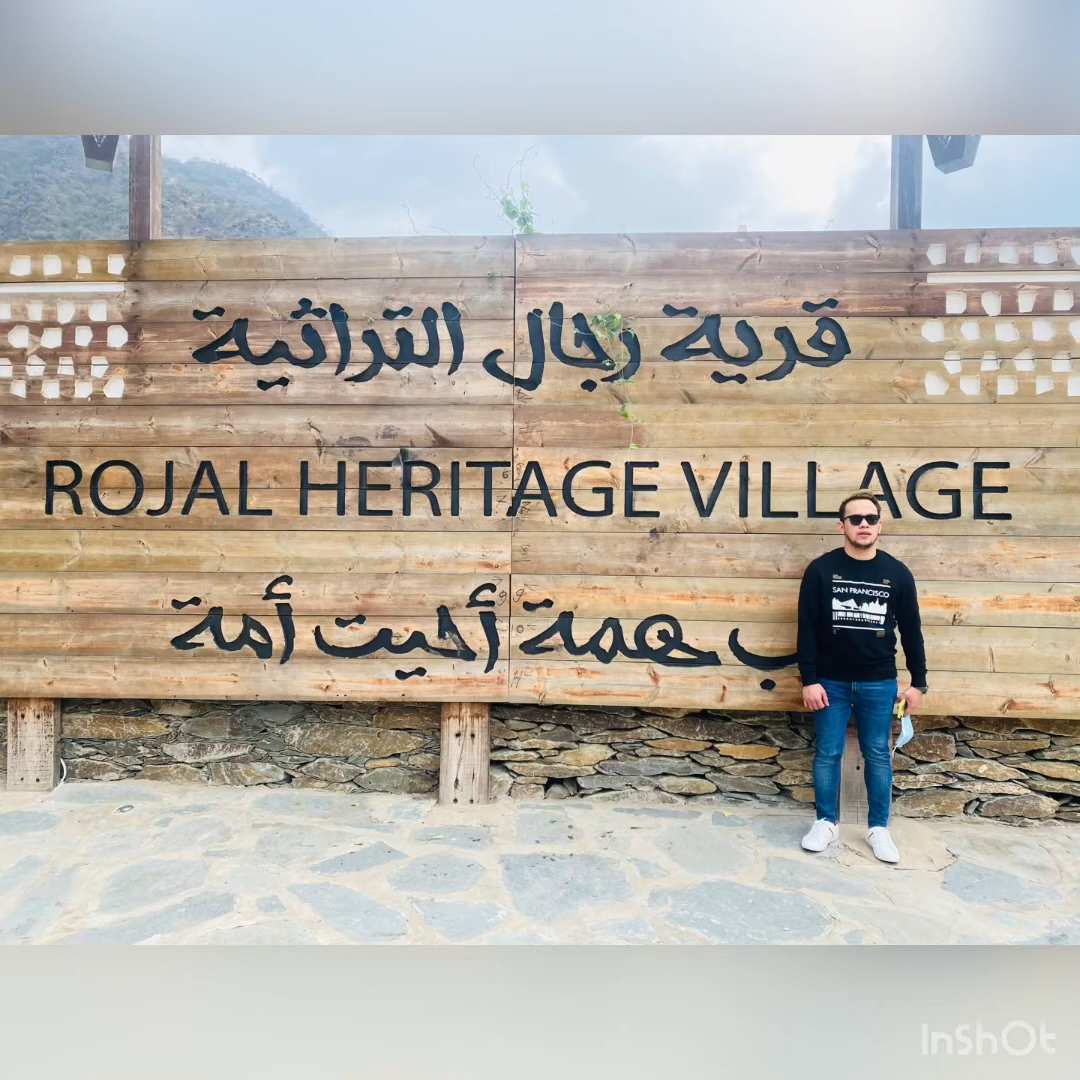 قرية رجال التراثية
ROJAL HERITAGE VILLAGE
ب همة أحيت أمة
SAN FRANCISCO
InShOt